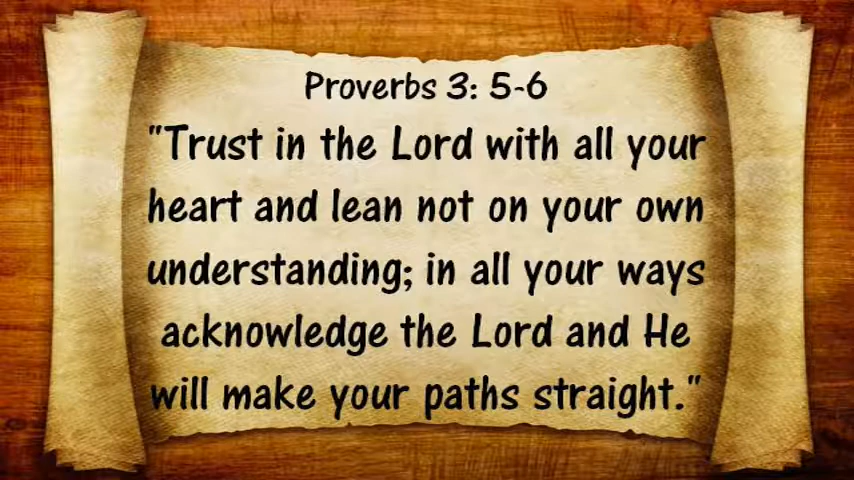 Proverbs 3: 5-6
"Trust in the Lord with all your
heart and lean not on your own
understanding; in all your ways
acknowledge the Lord and He
will make your paths straight."